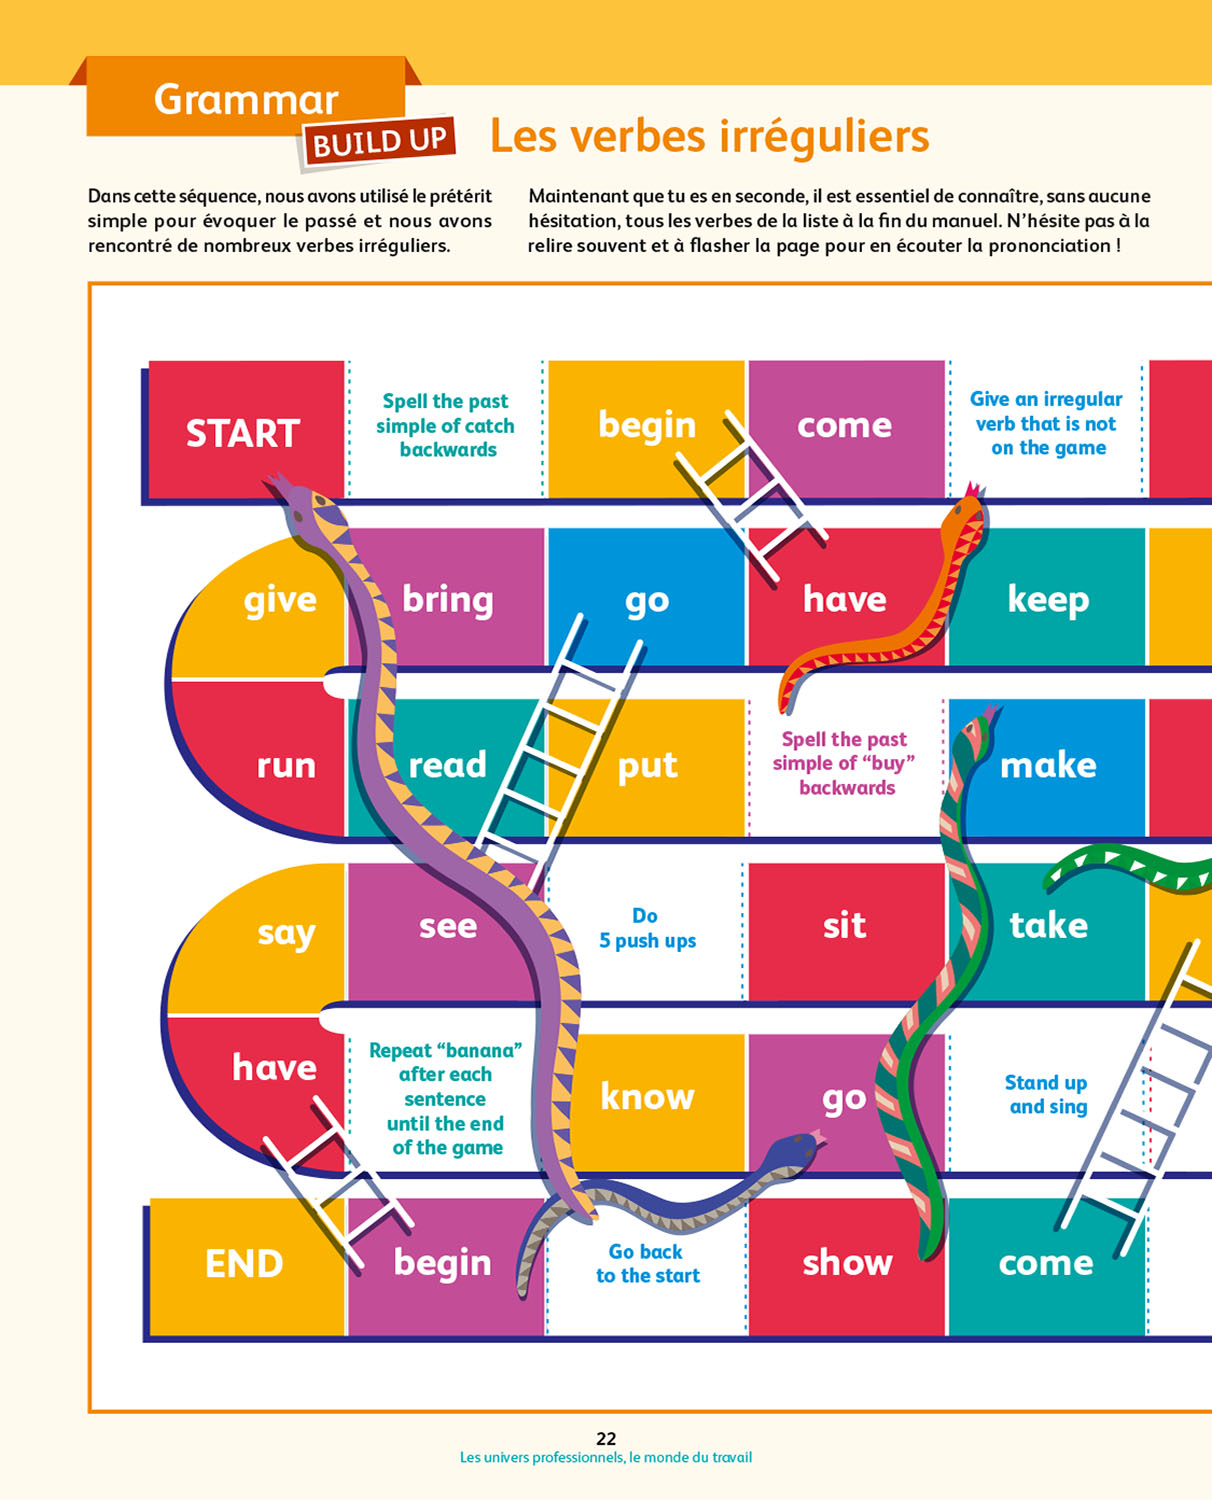 Grammar
BUILD UP
Les verbes irréguliers
Dans cette séquence, nous avons utilisé le prétérit
simple pour évoquer le passé et nous avons
rencontré de nombreux verbes irréguliers.
Maintenant que tu es en seconde, il est essentiel de connaître, sans aucune
hésitation, tous les verbes de la liste à la fin du manuel. N'hésite pas à la
relire souvent et à flasher la page pour en écouter la prononciation !
START
Spell the past
simple of catch
backwards
begin
come
Give an irregular
verb that is not
on the game
give
bring
go
have
keep
run
read
put
Spell the past
simple of “buy”
backwards
make
say
see
Do
5 push ups
sit
take
have
Repeat “banana”
after each
sentence
until the end
of the game
know
go
Stand up
and sing
END
begin
Go back
to the start
show
come
22
Les univers professionnels, le monde du travail